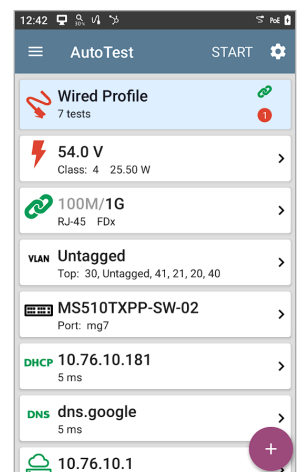 12:42 30% PoE
AutoTest START
Wired Profile
7 tests
1
54.0 V
Class: 4 25.50 W
100M/1G
RJ-45 FDx
VLAN Untagged
Top: 30, Untagged, 41, 21, 20, 40
MS510TXPP-SW-02
Port: mg7
DHCP 10.76.10.181
5 ms
DNS dns.google
5 ms
10.76.10.1